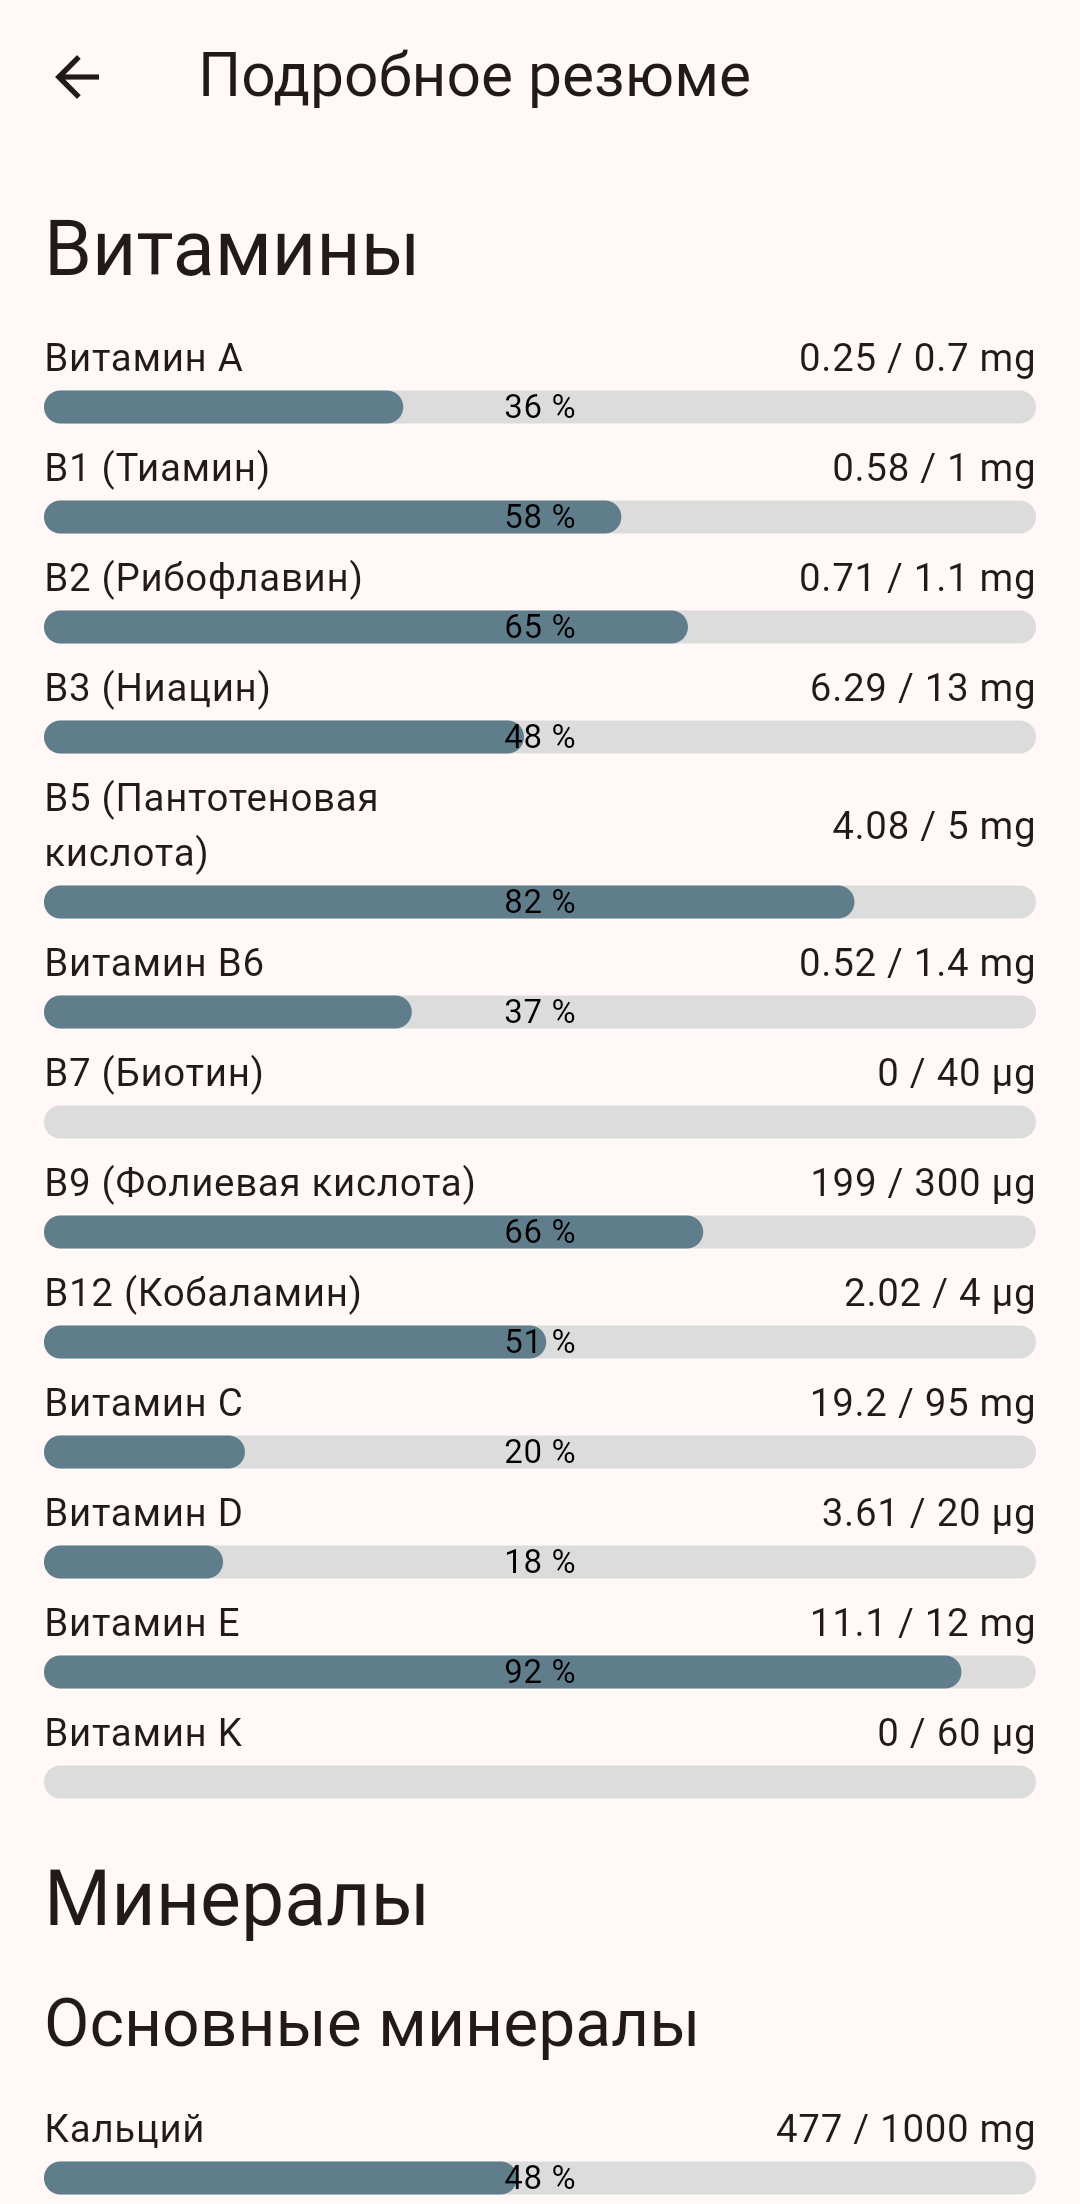 Подробное резюме
Витамины
Витамин A 0.25 / 0.7 mg
36 %
B1 (Тиамин) 0.58 / 1 mg
58 %
B2 (Рибофлавин) 0.71 / 1.1 mg
65 %
B3 (Ниацин) 6.29 / 13 mg
48 %
B5 (Пантотеновая
кислота) 4.08 / 5 mg
82 %
Витамин B6 0.52 / 1.4 mg
37 %
B7 (Биотин) 0 / 40 µg
B9 (Фолиевая кислота) 199 / 300 µg
66 %
B12 (Кобаламин) 2.02 / 4 µg
51 %
Витамин C 19.2 / 95 mg
20 %
Витамин D 3.61 / 20 µg
18 %
Витамин E 11.1 / 12 mg
92 %
Витамин K 0 / 60 µg
Минералы
Основные минералы
Кальций 477 / 1000 mg
48 %